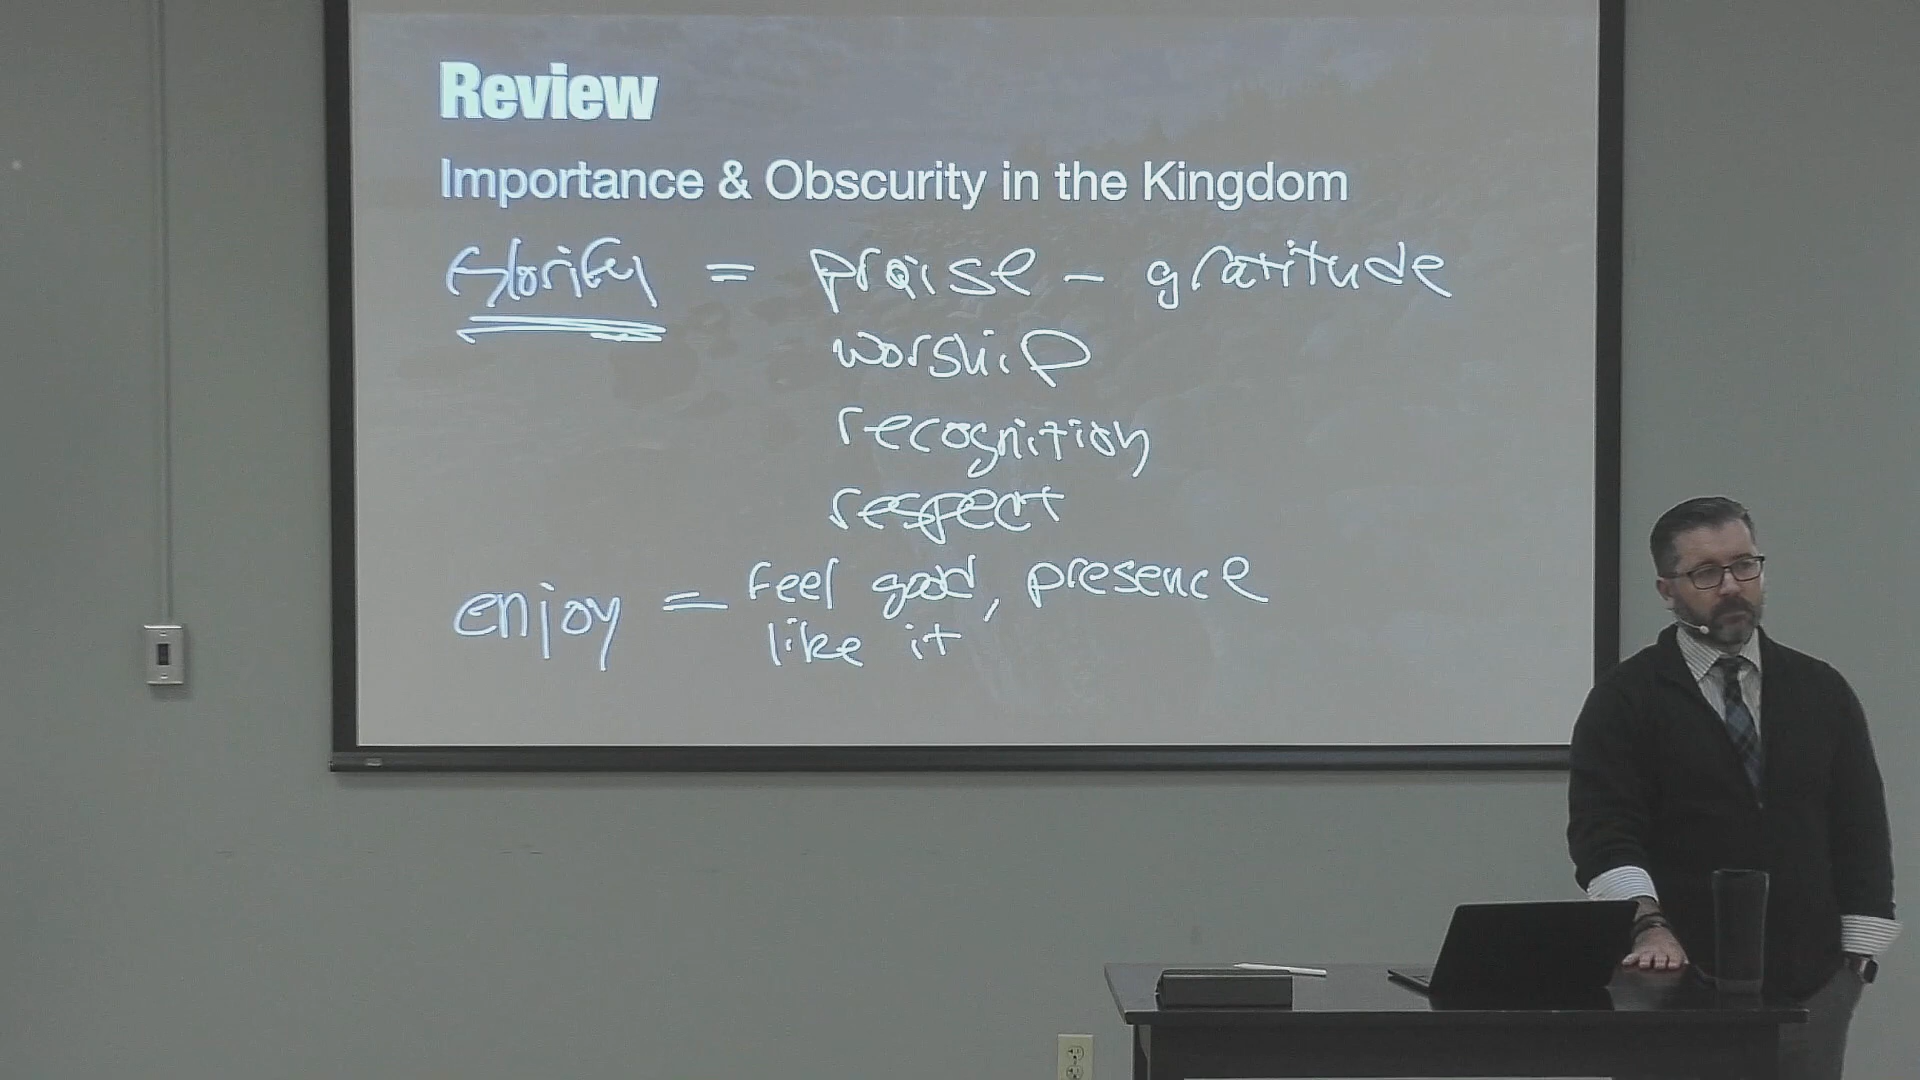 Review
Importance & Obscurity in the Kingdom
Glorify = praise - gratitude
worship
recognition
respect
enjoy = feel good, presence
like it